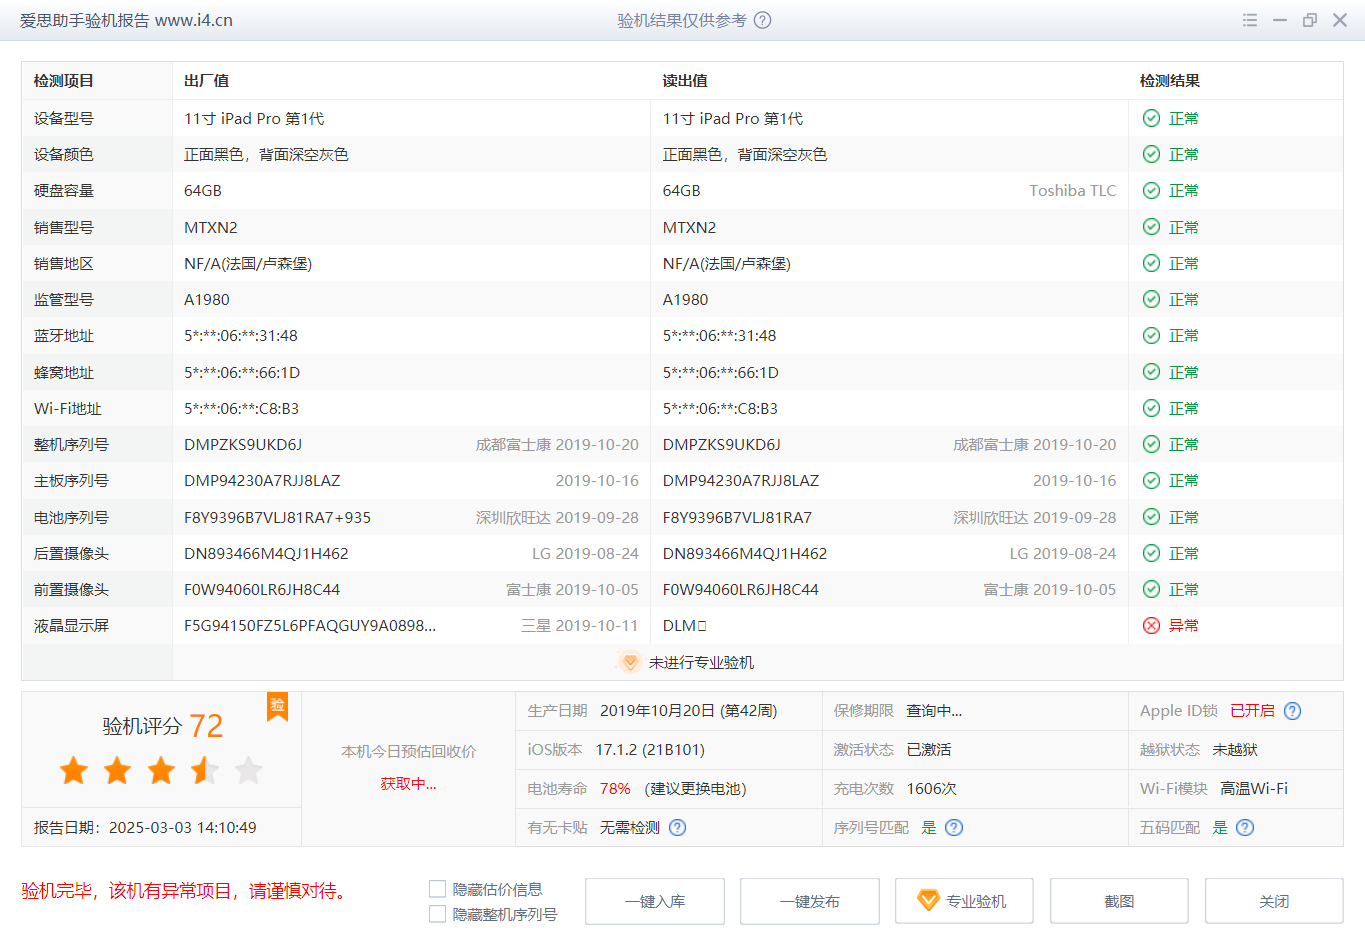 爱思助手验机报告 www.i4.cn
验机结果仅供参考 ?
检测项目 出厂值 读出值 检测结果
设备型号 11寸 iPad Pro 第1代 11寸 iPad Pro 第1代 正常
设备颜色 正面黑色，背面深空灰色 正面黑色，背面深空灰色 正常
硬盘容量 64GB 64GB Toshiba TLC 正常
销售型号 MTXN2 MTXN2 正常
销售地区 NF/A(法国/卢森堡) NF/A(法国/卢森堡) 正常
监管型号 A1980 A1980 正常
蓝牙地址 5*:**:06:**:31:48 5*:**:06:**:31:48 正常
蜂窝地址 5*:**:06:**:66:1D 5*:**:06:**:66:1D 正常
Wi-Fi地址 5*:**:06:**:C8:B3 5*:**:06:**:C8:B3 正常
整机序列号 DMPZKS9UKD6J 成都富士康 2019-10-20 DMPZKS9UKD6J 成都富士康 2019-10-20 正常
主板序列号 DMP94230A7RJJ8LAZ 2019-10-16 DMP94230A7RJJ8LAZ 2019-10-16 正常
电池序列号 F8Y9396B7VLJ81RA7+935 深圳欣旺达 2019-09-28 F8Y9396B7VLJ81RA7 深圳欣旺达 2019-09-28 正常
后置摄像头 DN893466M4QJ1H462 LG 2019-08-24 DN893466M4QJ1H462 LG 2019-08-24 正常
前置摄像头 F0W94060LR6JH8C44 富士康 2019-10-05 F0W94060LR6JH8C44 富士康 2019-10-05 正常
液晶显示屏 F5G94150FZ5L6PFAQGUY9A0898... 三星 2019-10-11 DLM□ 异常
未进行专业验机
验机评分 72 验
报告日期：2025-03-03 14:10:49
本机今日预估回收价
获取中...
生产日期 2019年10月20日 (第42周) 保修期限 查询中... Apple ID锁 已开启 ?
iOS版本 17.1.2 (21B101) 激活状态 已激活 越狱状态 未越狱
电池寿命 78% (建议更换电池) 充电次数 1606次 Wi-Fi模块 高温Wi-Fi
有无卡贴 无需检测 ? 序列号匹配 是 ? 五码匹配 是 ?
验机完毕，该机有异常项目，请谨慎对待。
隐藏估价信息
隐藏整机序列号
一键入库 一键发布 专业验机 截图 关闭